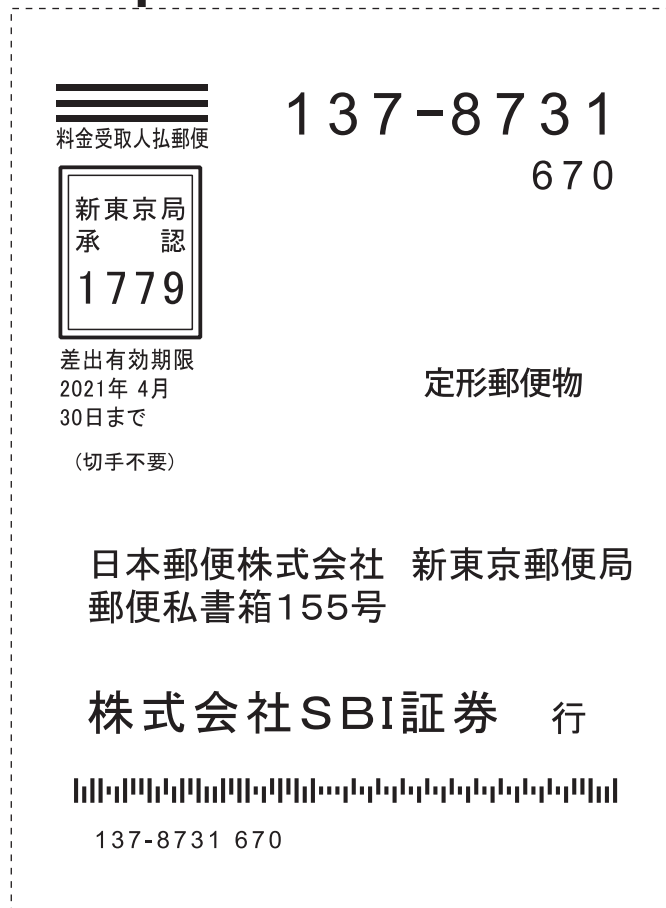 料金受取人払郵便
137-8731
670
新東京局
承 認
1779
差出有効期限
2021年 4月
30日まで
（切手不要）
定形郵便物
日本郵便株式会社 新東京郵便局
郵便私書箱155号
株式会社SBI証券 行
137-8731 670